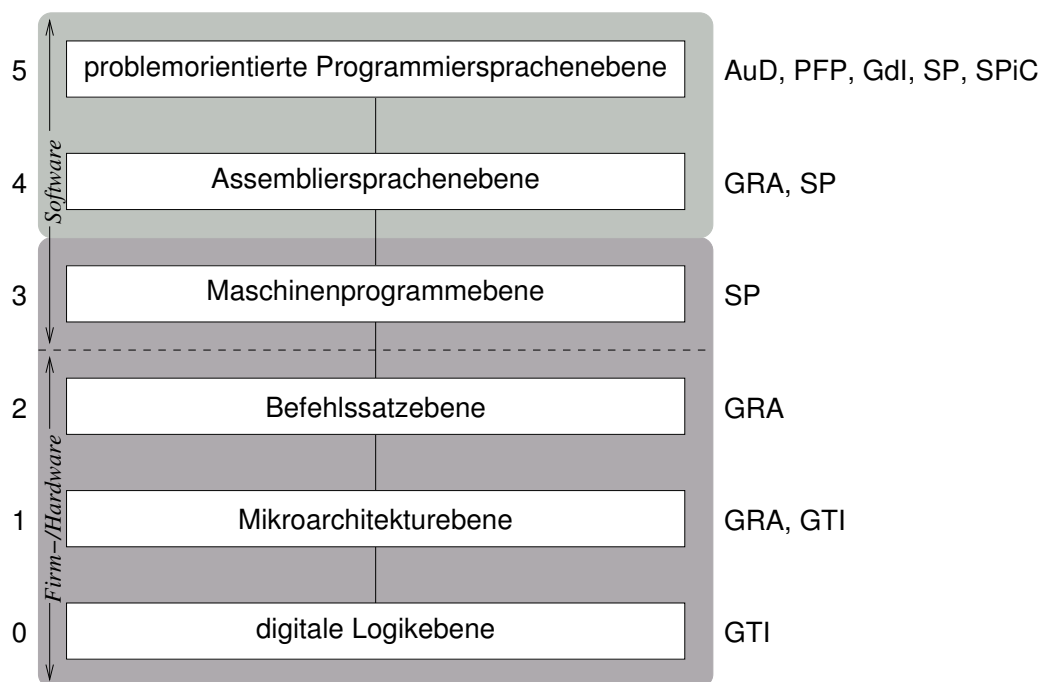 5 problemorientierte Programmiersprachenebene AuD, PFP, GdI, SP, SPiC
4 Assembliersprachenebene GRA, SP
Software
3 Maschinenprogrammebene SP
2 Befehlssatzebene GRA
Firm-/Hardware
1 Mikroarchitekturebene GRA, GTI
0 digitale Logikebene GTI